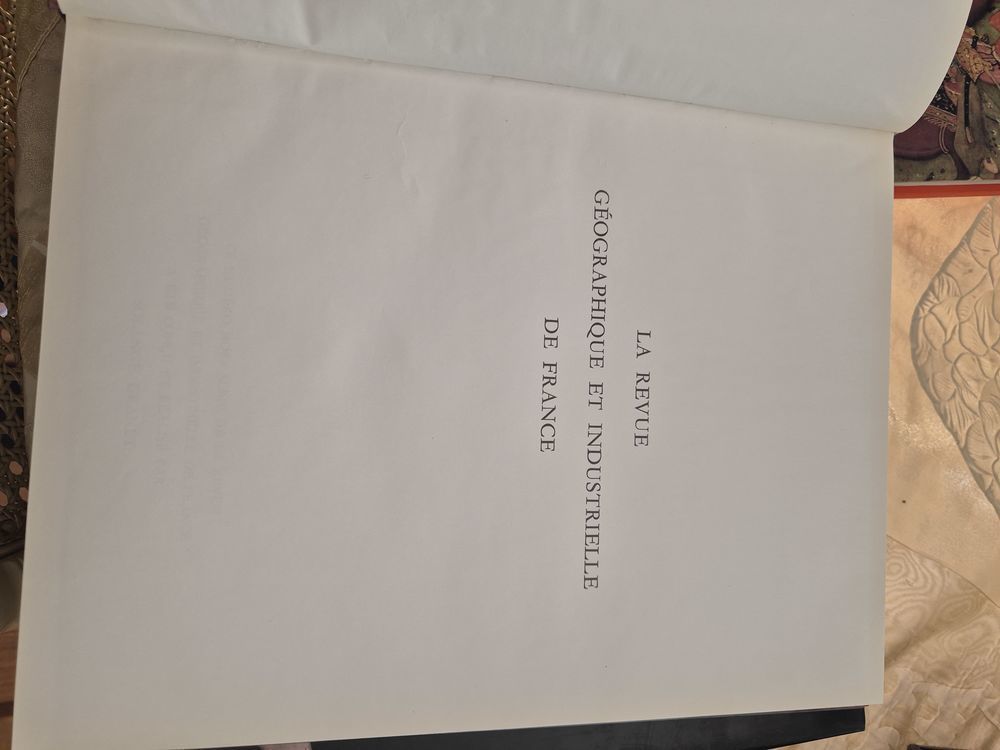 LA REVUE
GÉOGRAPHIQUE ET INDUSTRIELLE
DE FRANCE